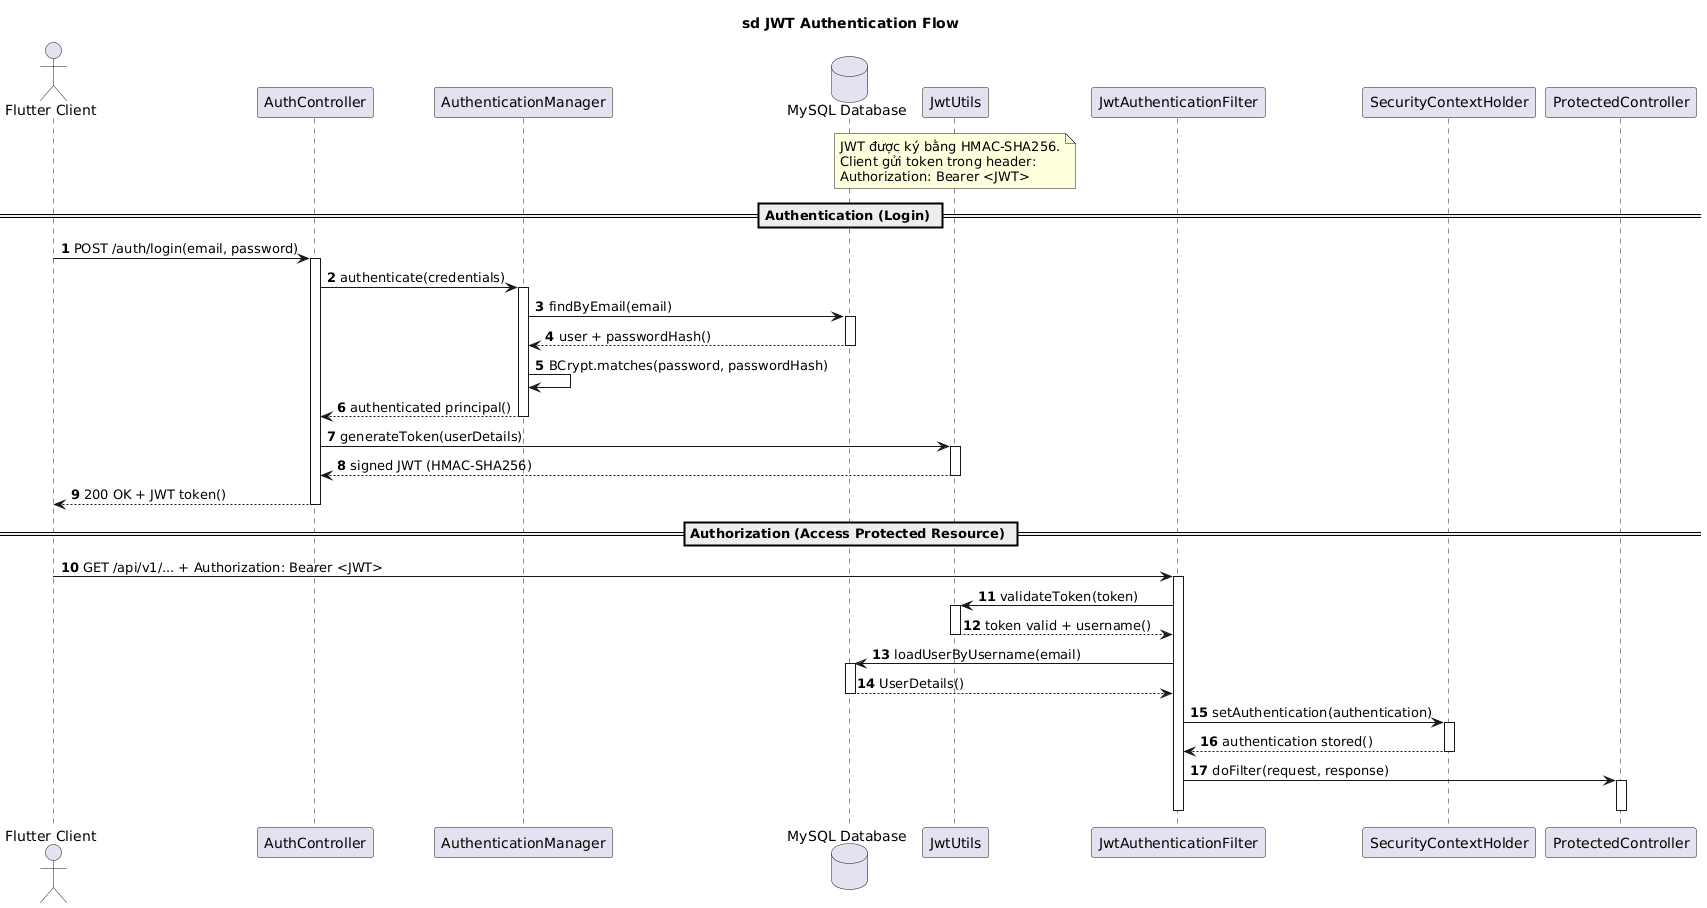 sd JWT Authentication Flow
Flutter Client
AuthController
AuthenticationManager
MySQL Database
JwtUtils
JwtAuthenticationFilter
SecurityContextHolder
ProtectedController
JWT được ký bằng HMAC-SHA256.
Client gửi token trong header:
Authorization: Bearer <JWT>
Authentication (Login)
1 POST /auth/login(email, password)
2 authenticate(credentials)
3 findByEmail(email)
4 user + passwordHash()
5 BCrypt.matches(password, passwordHash)
6 authenticated principal()
7 generateToken(userDetails)
8 signed JWT (HMAC-SHA256)
9 200 OK + JWT token()
Authorization (Access Protected Resource)
10 GET /api/v1/... + Authorization: Bearer <JWT>
11 validateToken(token)
12 token valid + username()
13 loadUserByUsername(email)
14 UserDetails()
15 setAuthentication(authentication)
16 authentication stored()
17 doFilter(request, response)
Flutter Client
AuthController
AuthenticationManager
MySQL Database
JwtUtils
JwtAuthenticationFilter
SecurityContextHolder
ProtectedController